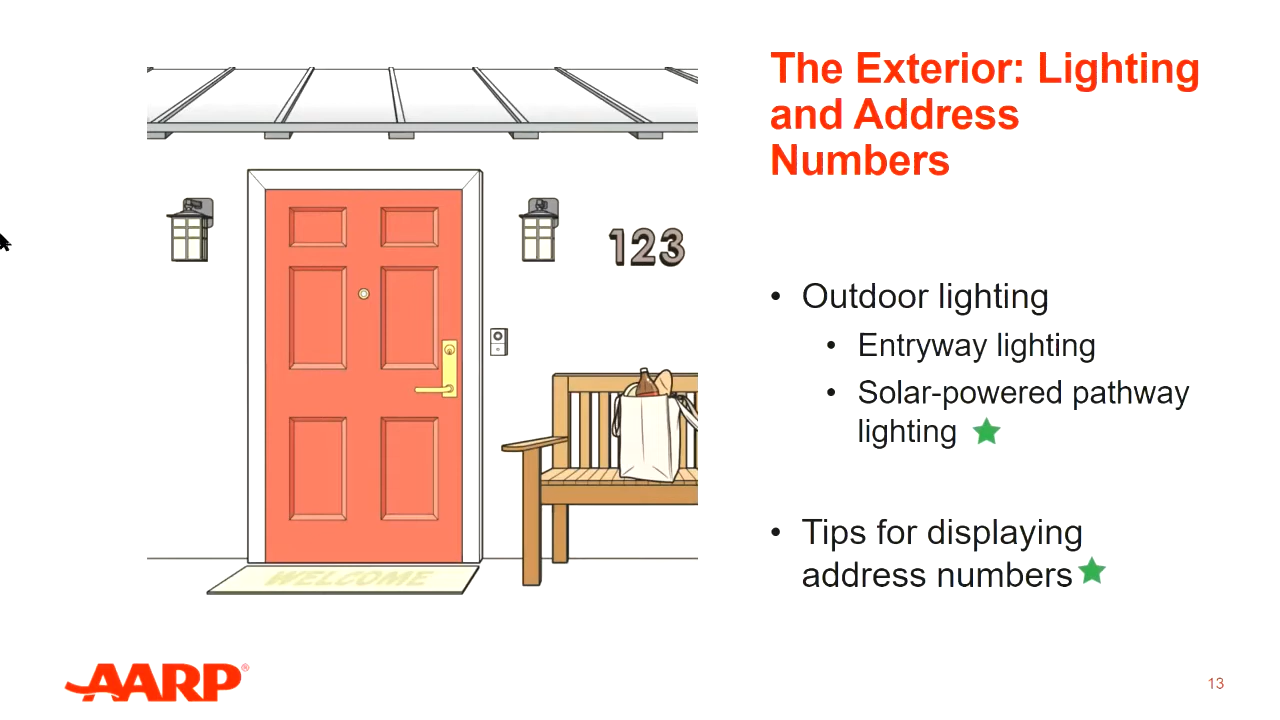 The Exterior: Lighting
and Address
Numbers
123
• Outdoor lighting
• Entryway lighting
• Solar-powered pathway
lighting
• Tips for displaying
address numbers
WELCOME
AARP®
13